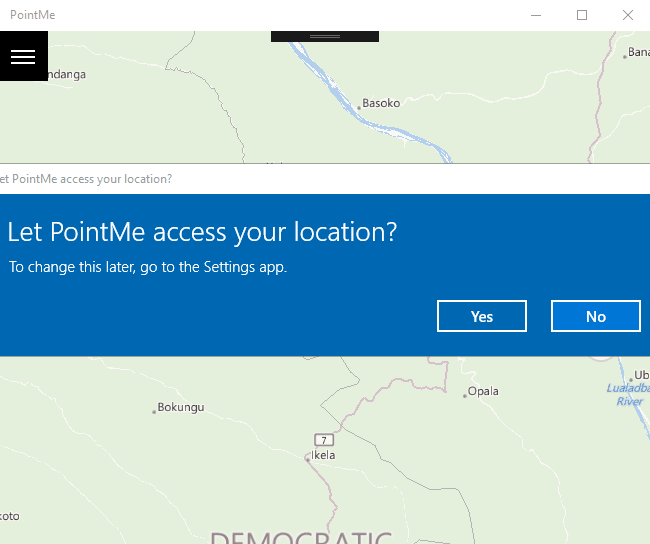 PointMe
ndanga
Bana
Basoko
et PointMe access your location?
Let PointMe access your location?
To change this later, go to the Settings app.
Yes
No
Ub
Opala
Lualadba
River
Bokungu
7
Ikela
koto
DEMOCRATIC